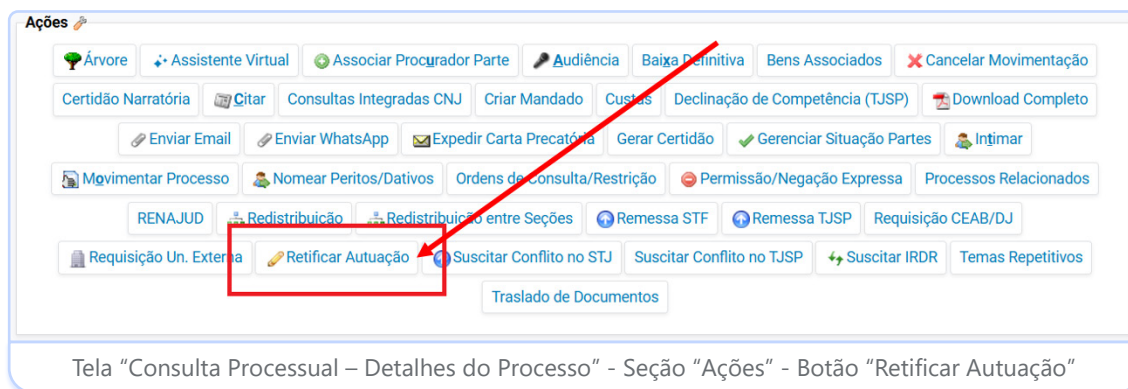 Ações
Árvore Assistente Virtual Associar Procurador Parte Audiência Baixa Definitiva Bens Associados Cancelar Movimentação
Certidão Narratória Citar Consultas Integradas CNJ Criar Mandado Custas Declinação de Competência (TJSP) Download Completo
Enviar Email Enviar WhatsApp Expedir Carta Precatória Gerar Certidão Gerenciar Situação Partes Intimar
Movimentar Processo Nomear Peritos/Dativos Ordens de Consulta/Restrição Permissão/Negação Expressa Processos Relacionados
RENAJUD Redistribuição Redistribuição entre Seções Remessa STF Remessa TJSP Requisição CEAB/DJ
Requisição Un. Externa Retificar Autuação Suscitar Conflito no STJ Suscitar Conflito no TJSP Suscitar IRDR Temas Repetitivos
Traslado de Documentos
Tela “Consulta Processual – Detalhes do Processo” - Seção “Ações” - Botão “Retificar Autuação”